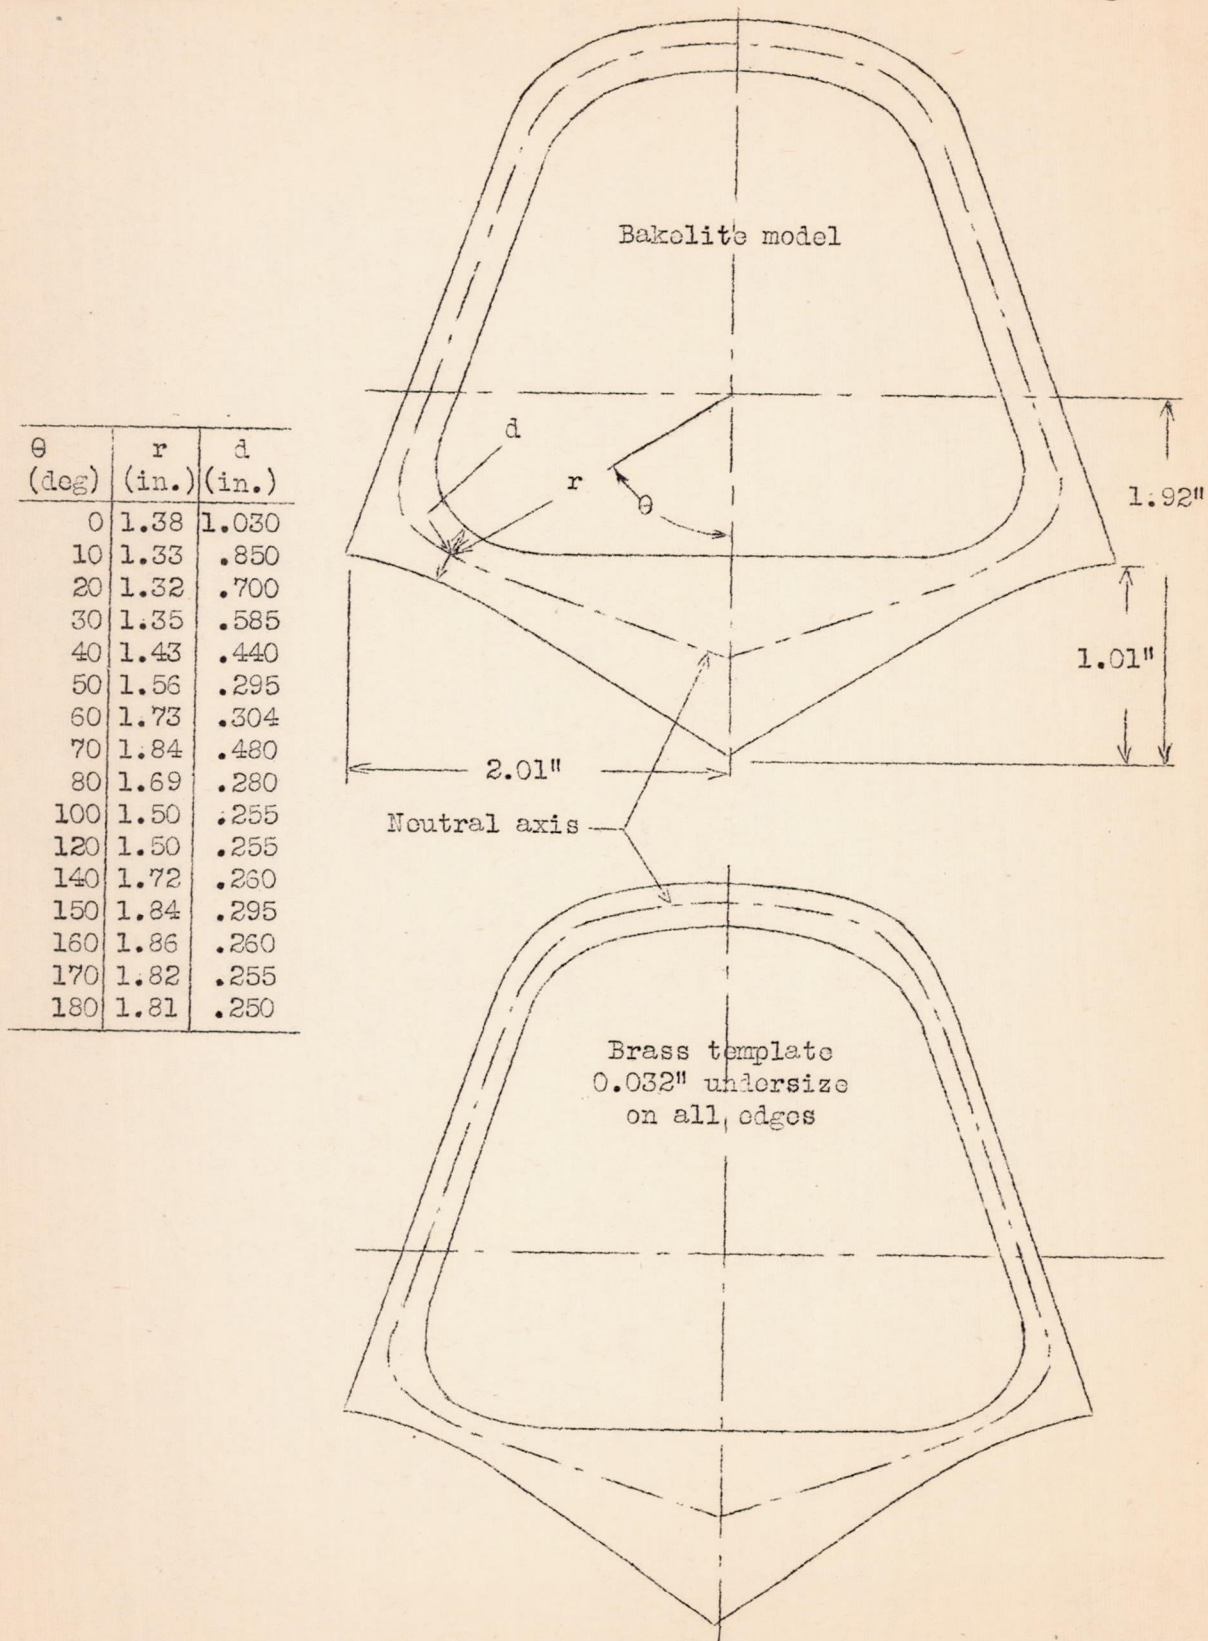 Bakelite model
d
r
θ
1.92"
1.01"
2.01"
Neutral axis
θ r d
(deg) (in.) (in.)
0 1.38 1.030
10 1.33 .850
20 1.32 .700
30 1.35 .585
40 1.43 .440
50 1.56 .295
60 1.73 .304
70 1.84 .480
80 1.69 .280
100 1.50 .255
120 1.50 .255
140 1.72 .260
150 1.84 .295
160 1.86 .260
170 1.82 .255
180 1.81 .250
Brass template
0.032" undersize
on all edges